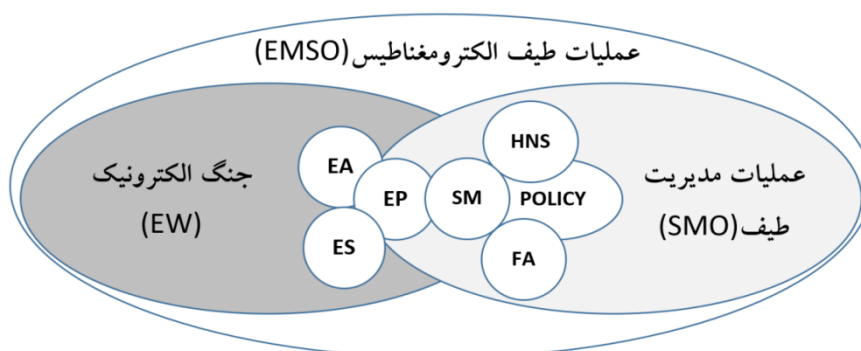 عملیات طیف الکترومغناطیس(EMSO)
جنگ الکترونیک
(EW)
EA
EP
ES
SM
HNS
POLICY
FA
عملیات مدیریت
طیف(SMO)